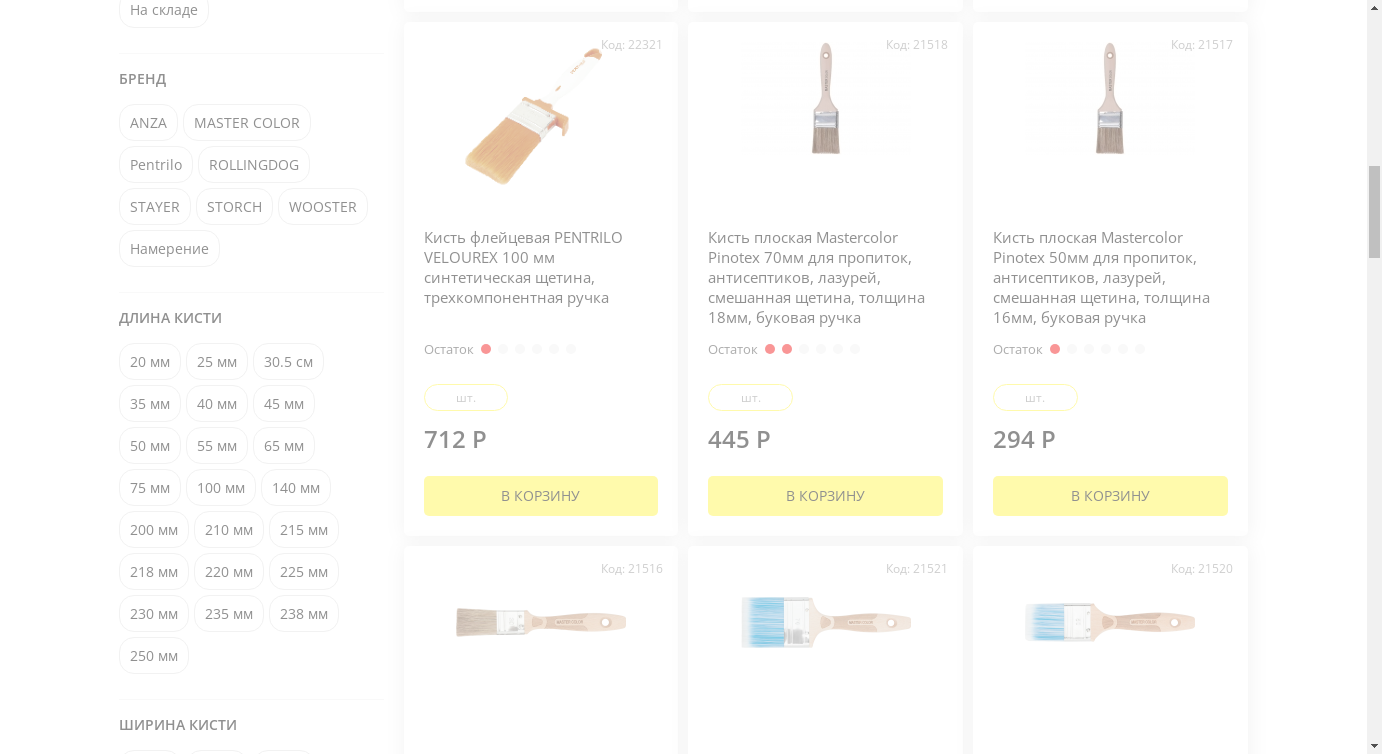 На складе
БРЕНД
ANZA
MASTER COLOR
Pentrilo
ROLLINGDOG
STAYER
STORCH
WOOSTER
Намерение
ДЛИНА КИСТИ
20 мм
25 мм
30.5 см
35 мм
40 мм
45 мм
50 мм
55 мм
65 мм
75 мм
100 мм
140 мм
200 мм
210 мм
215 мм
218 мм
220 мм
225 мм
230 мм
235 мм
238 мм
250 мм
ШИРИНА КИСТИ
Код: 22321
Кисть флейцевая PENTRILO
VELOUREX 100 мм
синтетическая щетина,
трехкомпонентная ручка
Остаток
шт.
712 Р
В КОРЗИНУ
Код: 21518
Кисть плоская Mastercolor
Pinotex 70мм для пропиток,
антисептиков, лазурей,
смешанная щетина, толщина
18мм, буковая ручка
Остаток
шт.
445 Р
В КОРЗИНУ
Код: 21517
Кисть плоская Mastercolor
Pinotex 50мм для пропиток,
антисептиков, лазурей,
смешанная щетина, толщина
16мм, буковая ручка
Остаток
шт.
294 Р
В КОРЗИНУ
Код: 21516
Код: 21521
Код: 21520